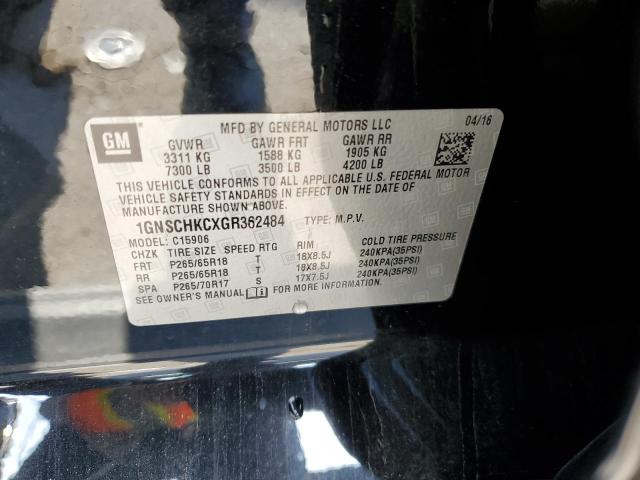 GM
MFD BY GENERAL MOTORS LLC
04/16
GVWR GAWR FRT GAWR RR
3311 KG 1588 KG 1905 KG
7300 LB 3500 LB 4200 LB
THIS VEHICLE CONFORMS TO ALL APPLICABLE U.S. FEDERAL MOTOR
VEHICLE SAFETY STANDARDS IN EFFECT ON THE DATE OF
MANUFACTURE SHOWN ABOVE.
1GNSCHKCXGR362484 TYPE: M.P.V.
MODEL: C15906
CHZK TIRE SIZE SPEED RTG RIM COLD TIRE PRESSURE
FRT P265/65R18 T 18X8.5J 240KPA(35PSI)
RR P265/65R18 T 18X8.5J 240KPA(35PSI)
SPA P265/70R17 S 17X7.5J 240KPA(35PSI)
SEE OWNER'S MANUAL FOR MORE INFORMATION.